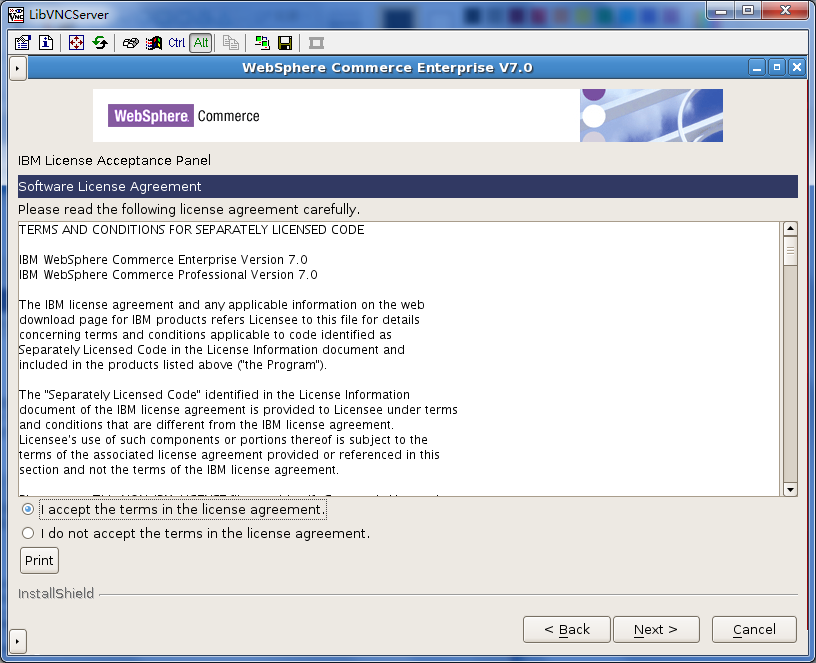 LibVNCServer
Ctrl Alt
WebSphere Commerce Enterprise V7.0
WebSphere. Commerce
IBM License Acceptance Panel
Software License Agreement
Please read the following license agreement carefully.
TERMS AND CONDITIONS FOR SEPARATELY LICENSED CODE
IBM WebSphere Commerce Enterprise Version 7.0
IBM WebSphere Commerce Professional Version 7.0
The IBM license agreement and any applicable information on the web
download page for IBM products refers Licensee to this file for details
concerning terms and conditions applicable to code identified as
Separately Licensed Code in the License Information document and
included in the products listed above ("the Program").
The "Separately Licensed Code" identified in the License Information
document of the IBM license agreement is provided to Licensee under terms
and conditions that are different from the IBM license agreement.
Licensee's use of such components or portions thereof is subject to the
terms of the associated license agreement provided or referenced in this
section and not the terms of the IBM license agreement.
I accept the terms in the license agreement.
I do not accept the terms in the license agreement.
Print
InstallShield
< Back Next > Cancel